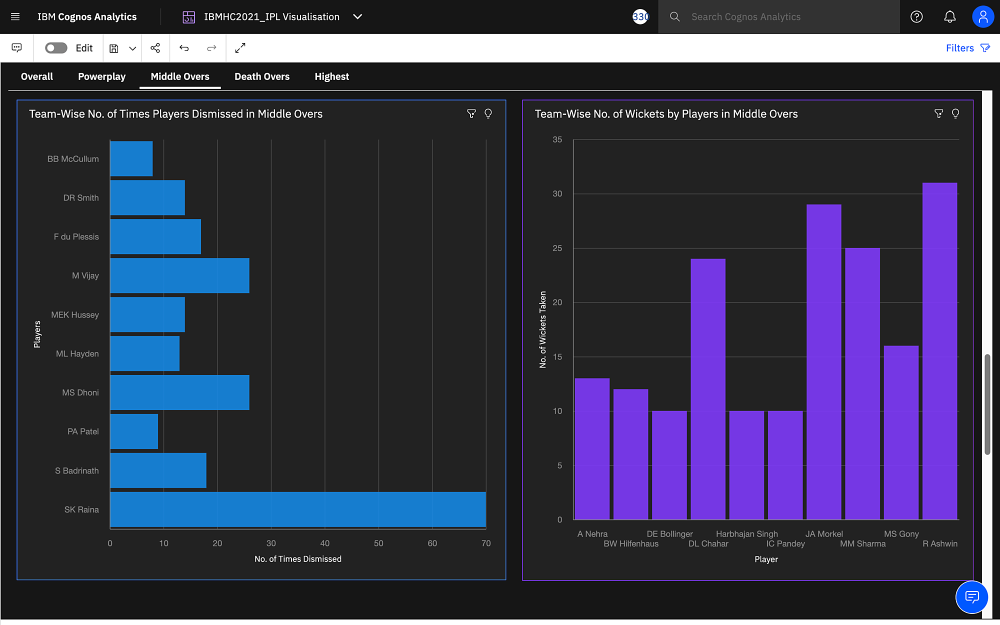 IBM Cognos Analytics
IBMHC2021_IPL Visualisation
330
Search Cognos Analytics
Edit
Filters
Overall
Powerplay
Middle Overs
Death Overs
Highest
Team-Wise No. of Times Players Dismissed in Middle Overs
Players
BB McCullum
DR Smith
F du Plessis
M Vijay
MEK Hussey
ML Hayden
MS Dhoni
PA Patel
S Badrinath
SK Raina
0 10 20 30 40 50 60 70
No. of Times Dismissed
Team-Wise No. of Wickets by Players in Middle Overs
No. of Wickets Taken
35
30
25
20
15
10
5
0
A Nehra DE Bollinger Harbhajan Singh JA Morkel MS Gony
BW Hilfenhaus DL Chahar IC Pandey MM Sharma R Ashwin
Player